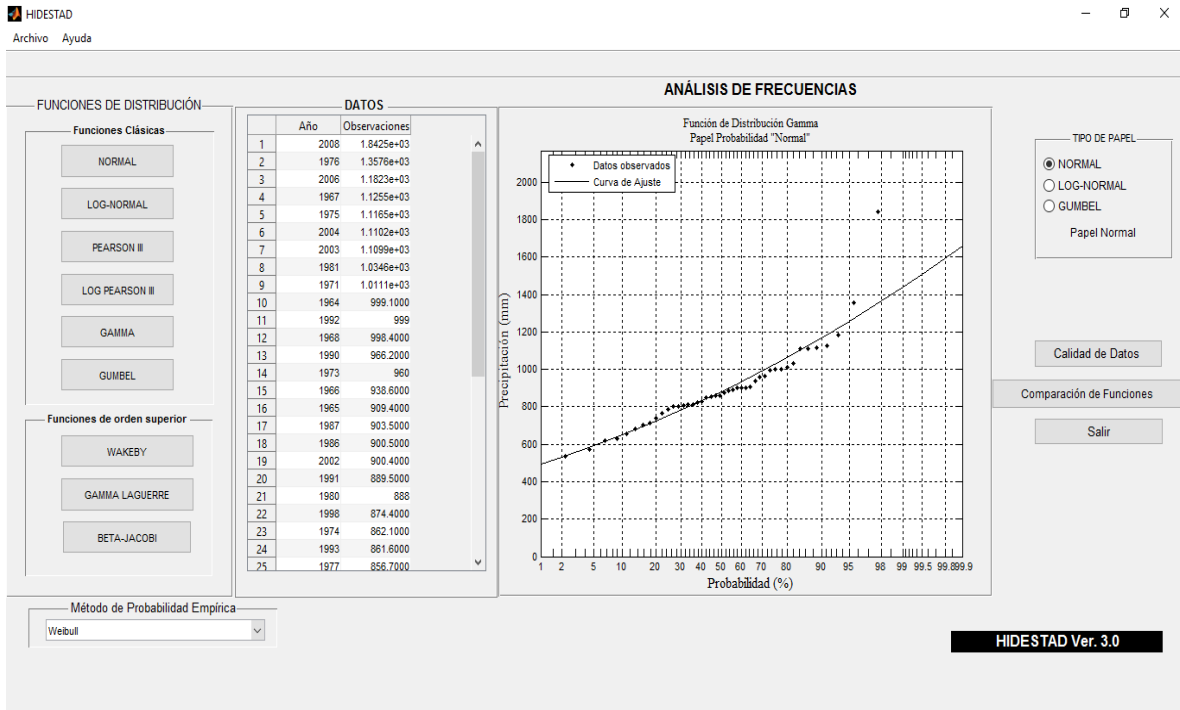 HIDESTAD
Archivo Ayuda
FUNCIONES DE DISTRIBUCIÓN
Funciones Clásicas
NORMAL
LOG-NORMAL
PEARSON III
LOG PEARSON III
GAMMA
GUMBEL
Funciones de orden superior
WAKEBY
GAMMA LAGUERRE
BETA-JACOBI
Método de Probabilidad Empírica
Weibull
DATOS
Año Observaciones
1 2008 1.8425e+03
2 1976 1.3576e+03
3 2006 1.1823e+03
4 1967 1.1255e+03
5 1975 1.1165e+03
6 2004 1.1102e+03
7 2003 1.1099e+03
8 1981 1.0346e+03
9 1971 1.0111e+03
10 1964 999.1000
11 1992 999
12 1968 998.4000
13 1990 966.2000
14 1973 960
15 1966 938.6000
16 1965 909.4000
17 1987 903.5000
18 1986 900.5000
19 2002 900.4000
20 1991 889.5000
21 1980 888
22 1998 874.4000
23 1974 862.1000
24 1993 861.6000
25 1977 856.7000
ANÁLISIS DE FRECUENCIAS
Función de Distribución Gamma
Papel Probabilidad "Normal"
Datos observados
Curva de Ajuste
Precipitación (mm)
2000
1800
1600
1400
1200
1000
800
600
400
200
0
1 2 5 10 20 30 40 50 60 70 80 90 95 98 99 99.5 99.899.9
Probabilidad (%)
TIPO DE PAPEL
NORMAL
LOG-NORMAL
GUMBEL
Papel Normal
Calidad de Datos
Comparación de Funciones
Salir
HIDESTAD Ver. 3.0